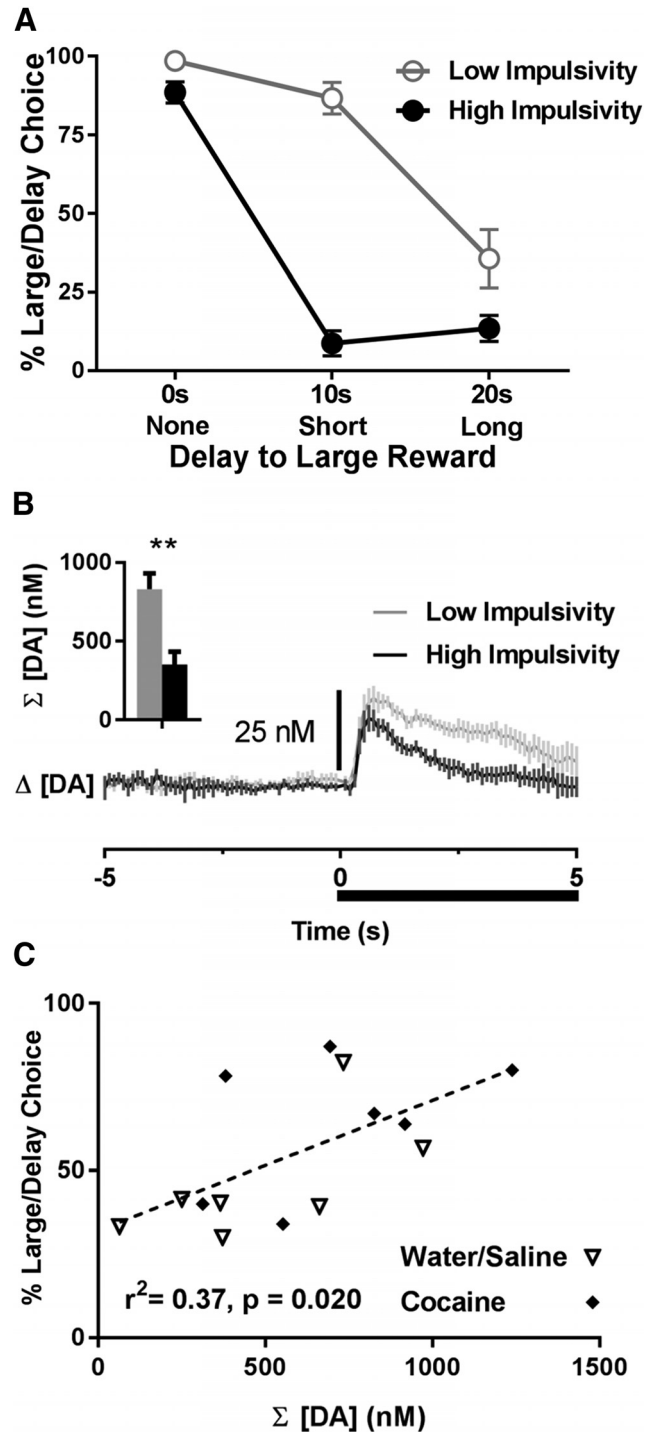 A
% Large/Delay Choice
100
75
50
25
0
Low Impulsivity
High Impulsivity
0s
10s
20s
None
Short
Long
Delay to Large Reward
B
**
Σ [DA] (nM)
1000
500
0
Low Impulsivity
High Impulsivity
25 nM
Δ [DA]
-5
0
5
Time (s)
C
% Large/Delay Choice
100
50
0
Water/Saline
Cocaine
r²= 0.37, p = 0.020
0
500
1000
1500
Σ [DA] (nM)